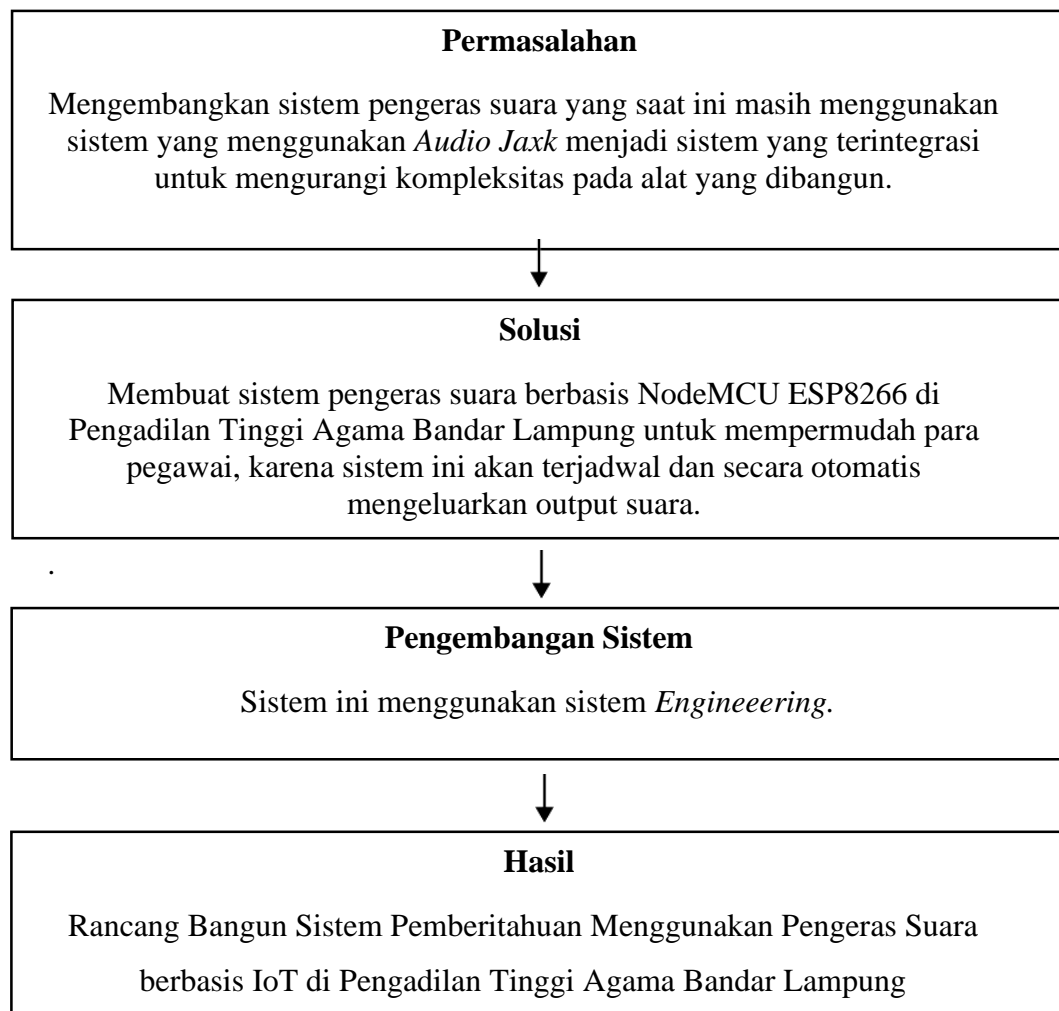 Permasalahan
Mengembangkan sistem pengeras suara yang saat ini masih menggunakan
sistem yang menggunakan Audio Jaxk menjadi sistem yang terintegrasi
untuk mengurangi kompleksitas pada alat yang dibangun.
Solusi
Membuat sistem pengeras suara berbasis NodeMCU ESP8266 di
Pengadilan Tinggi Agama Bandar Lampung untuk mempermudah para
pegawai, karena sistem ini akan terjadwal dan secara otomatis
mengeluarkan output suara.
.
Pengembangan Sistem
Sistem ini menggunakan sistem Engineeering.
Hasil
Rancang Bangun Sistem Pemberitahuan Menggunakan Pengeras Suara
berbasis IoT di Pengadilan Tinggi Agama Bandar Lampung